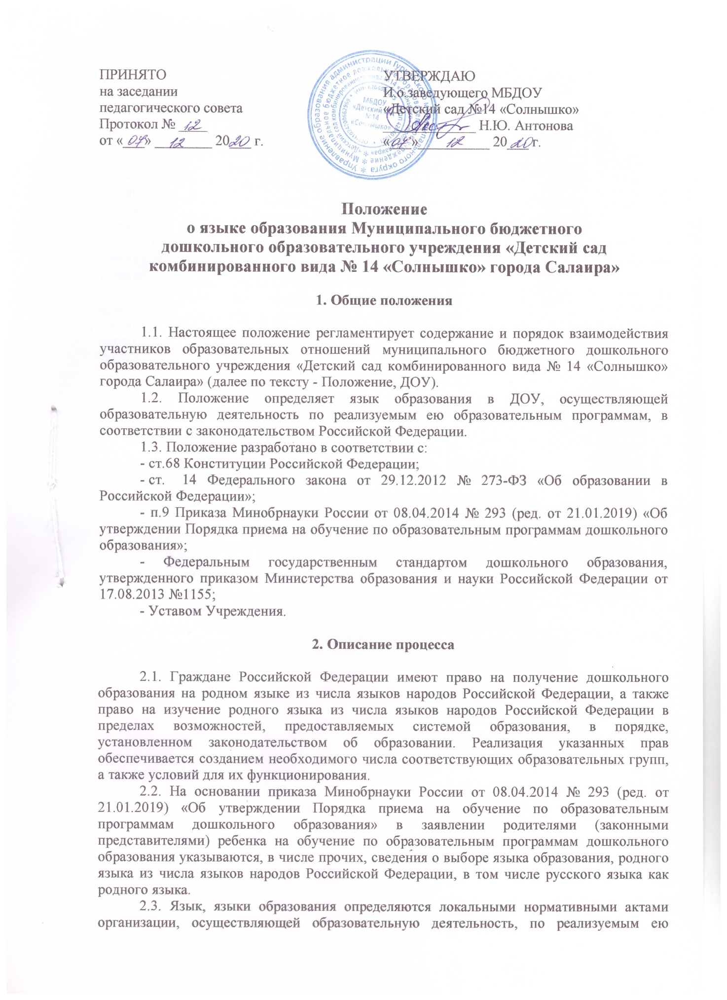 ПРИНЯТО
на заседании
педагогического совета
Протокол № 12
от «07» 12 2020 г.
УТВЕРЖДАЮ
И.о.заведующего МБДОУ
«Детский сад №14 «Солнышко»
Н.Ю. Антонова
«07» 12 2020 г.
МБДОУ
«Детский сад
№14
«Солнышко»
Положение
о языке образования Муниципального бюджетного
дошкольного образовательного учреждения «Детский сад
комбинированного вида № 14 «Солнышко» города Салаира»
1. Общие положения
1.1. Настоящее положение регламентирует содержание и порядок взаимодействия
участников образовательных отношений муниципального бюджетного дошкольного
образовательного учреждения «Детский сад комбинированного вида № 14 «Солнышко»
города Салаира» (далее по тексту - Положение, ДОУ).
1.2. Положение определяет язык образования в ДОУ, осуществляющей
образовательную деятельность по реализуемым ею образовательным программам, в
соответствии с законодательством Российской Федерации.
1.3. Положение разработано в соответствии с:
- ст.68 Конституции Российской Федерации;
- ст. 14 Федерального закона от 29.12.2012 № 273-ФЗ «Об образовании в
Российской Федерации»;
- п.9 Приказа Минобрнауки России от 08.04.2014 № 293 (ред. от 21.01.2019) «Об
утверждении Порядка приема на обучение по образовательным программам дошкольного
образования»;
- Федеральным государственным стандартом дошкольного образования,
утвержденного приказом Министерства образования и науки Российской Федерации от
17.08.2013 №1155;
- Уставом Учреждения.
2. Описание процесса
2.1. Граждане Российской Федерации имеют право на получение дошкольного
образования на родном языке из числа языков народов Российской Федерации, а также
право на изучение родного языка из числа языков народов Российской Федерации в
пределах возможностей, предоставляемых системой образования, в порядке,
установленном законодательством об образовании. Реализация указанных прав
обеспечивается созданием необходимого числа соответствующих образовательных групп,
а также условий для их функционирования.
2.2. На основании приказа Минобрнауки России от 08.04.2014 № 293 (ред. от
21.01.2019) «Об утверждении Порядка приема на обучение по образовательным
программам дошкольного образования» в заявлении родителями (законными
представителями) ребенка на обучение по образовательным программам дошкольного
образования указываются, в числе прочих, сведения о выборе языка образования, родного
языка из числа языков народов Российской Федерации, в том числе русского языка как
родного языка.
2.3. Язык, языки образования определяются локальными нормативными актами
организации, осуществляющей образовательную деятельность, по реализуемым ею